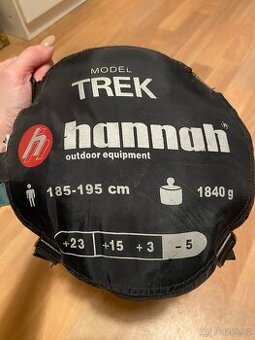 MODEL
TREK
hannah®
outdoor equipment
185-195 cm 1840 g
+23 +15 +3 -5